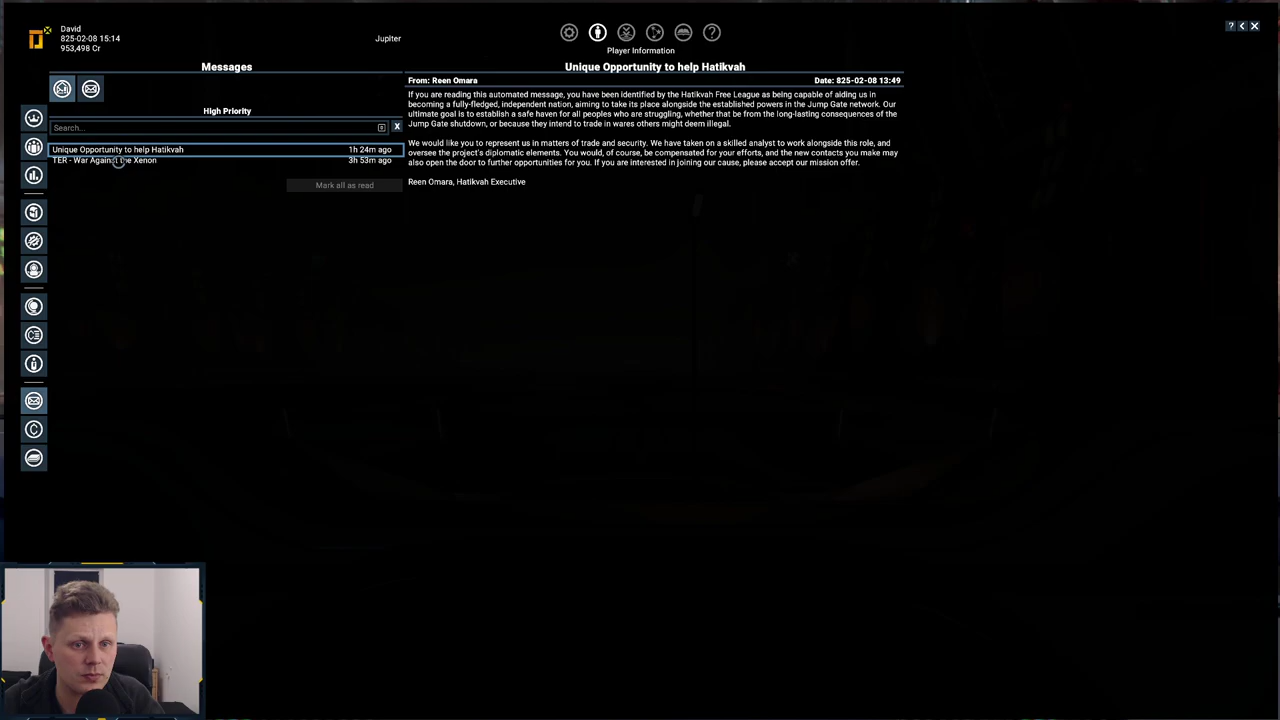 David
825-02-08 15:14
953,498 Cr
Jupiter
Player Information
? < X
Messages
High Priority
Search...
X
Unique Opportunity to help Hatikvah 1h 24m ago
TER - War Against the Xenon 3h 53m ago
Mark all as read
Unique Opportunity to help Hatikvah
From: Reen Omara Date: 825-02-08 13:49
If you are reading this automated message, you have been identified by the Hatikvah Free League as being capable of aiding us in
becoming a fully-fledged, independent nation, aiming to take its place alongside the established powers in the Jump Gate network. Our
ultimate goal is to establish a safe haven for all peoples who are struggling, whether that be from the long-lasting consequences of the
Jump Gate shutdown, or because they intend to trade in wares others might deem illegal.
We would like you to represent us in matters of trade and security. We have taken on a skilled analyst to work alongside this role, and
oversee the project's diplomatic elements. You would, of course, be compensated for your efforts, and the new contacts you make may
also open the door to further opportunities for you. If you are interested in joining our cause, please accept our mission offer.
Reen Omara, Hatikvah Executive